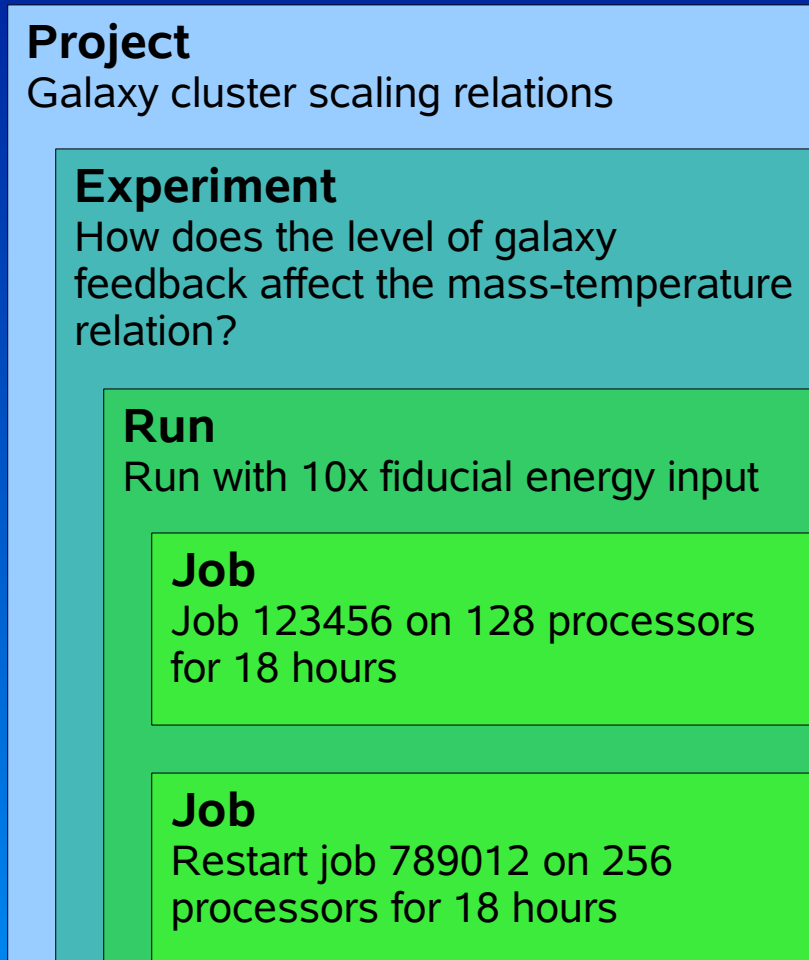 Project
Galaxy cluster scaling relations
Experiment
How does the level of galaxy
feedback affect the mass-temperature
relation?
Run
Run with 10x fiducial energy input
Job
Job 123456 on 128 processors
for 18 hours
Job
Restart job 789012 on 256
processors for 18 hours